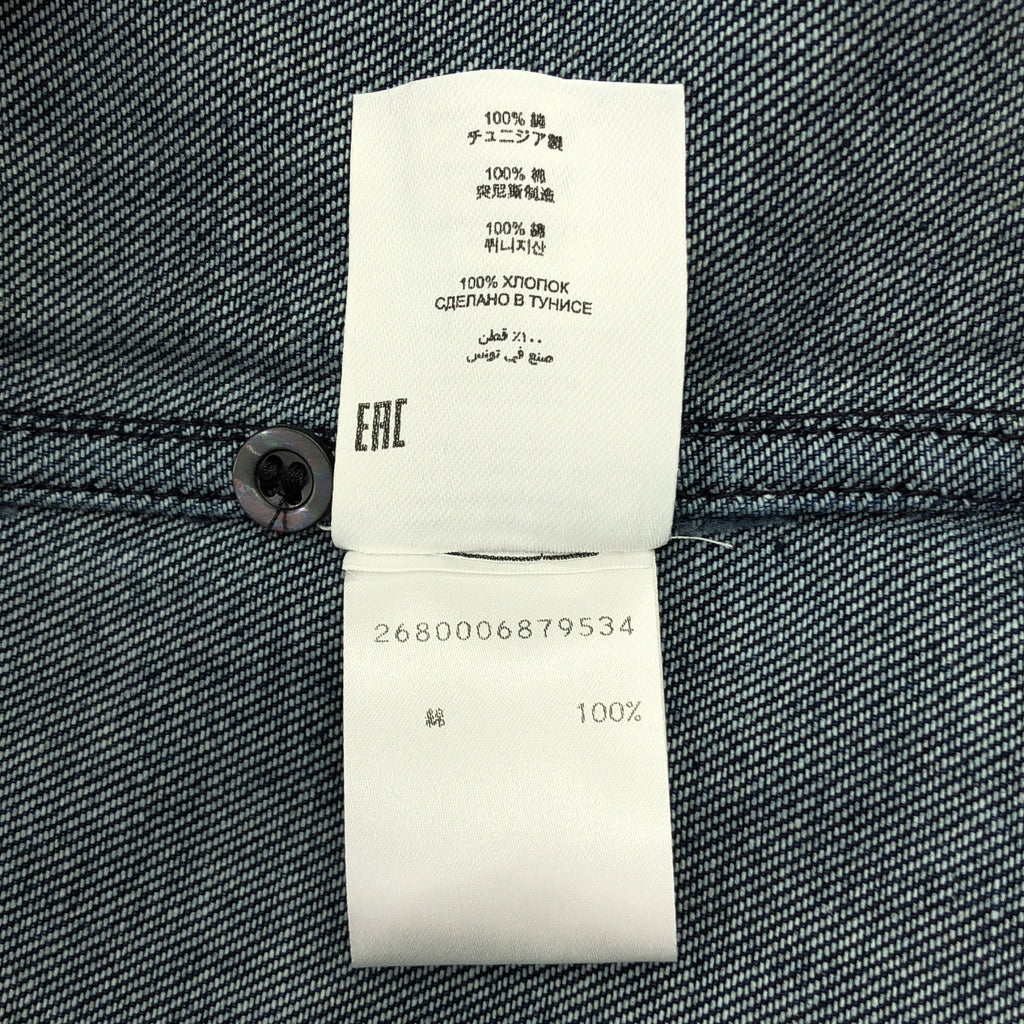 100% 綿
チュニジア製
100% 棉
突尼斯制造
100% 綿
튀니지산
100% ХЛОПОК
СДЕЛАНО В ТУНИСЕ
١٠٠٪ قطن
صنع في تونس
EAC
2680006879534
綿 100%